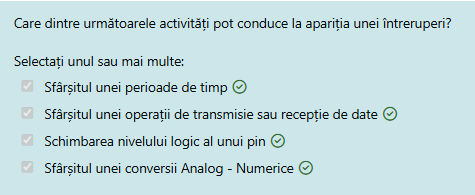 Care dintre următoarele activități pot conduce la apariția unei întreruperi?
Selectați unul sau mai multe:
Sfârșitul unei perioade de timp
Sfârșitul unei operații de transmisie sau recepție de date
Schimbarea nivelului logic al unui pin
Sfârșitul unei conversii Analog - Numerice